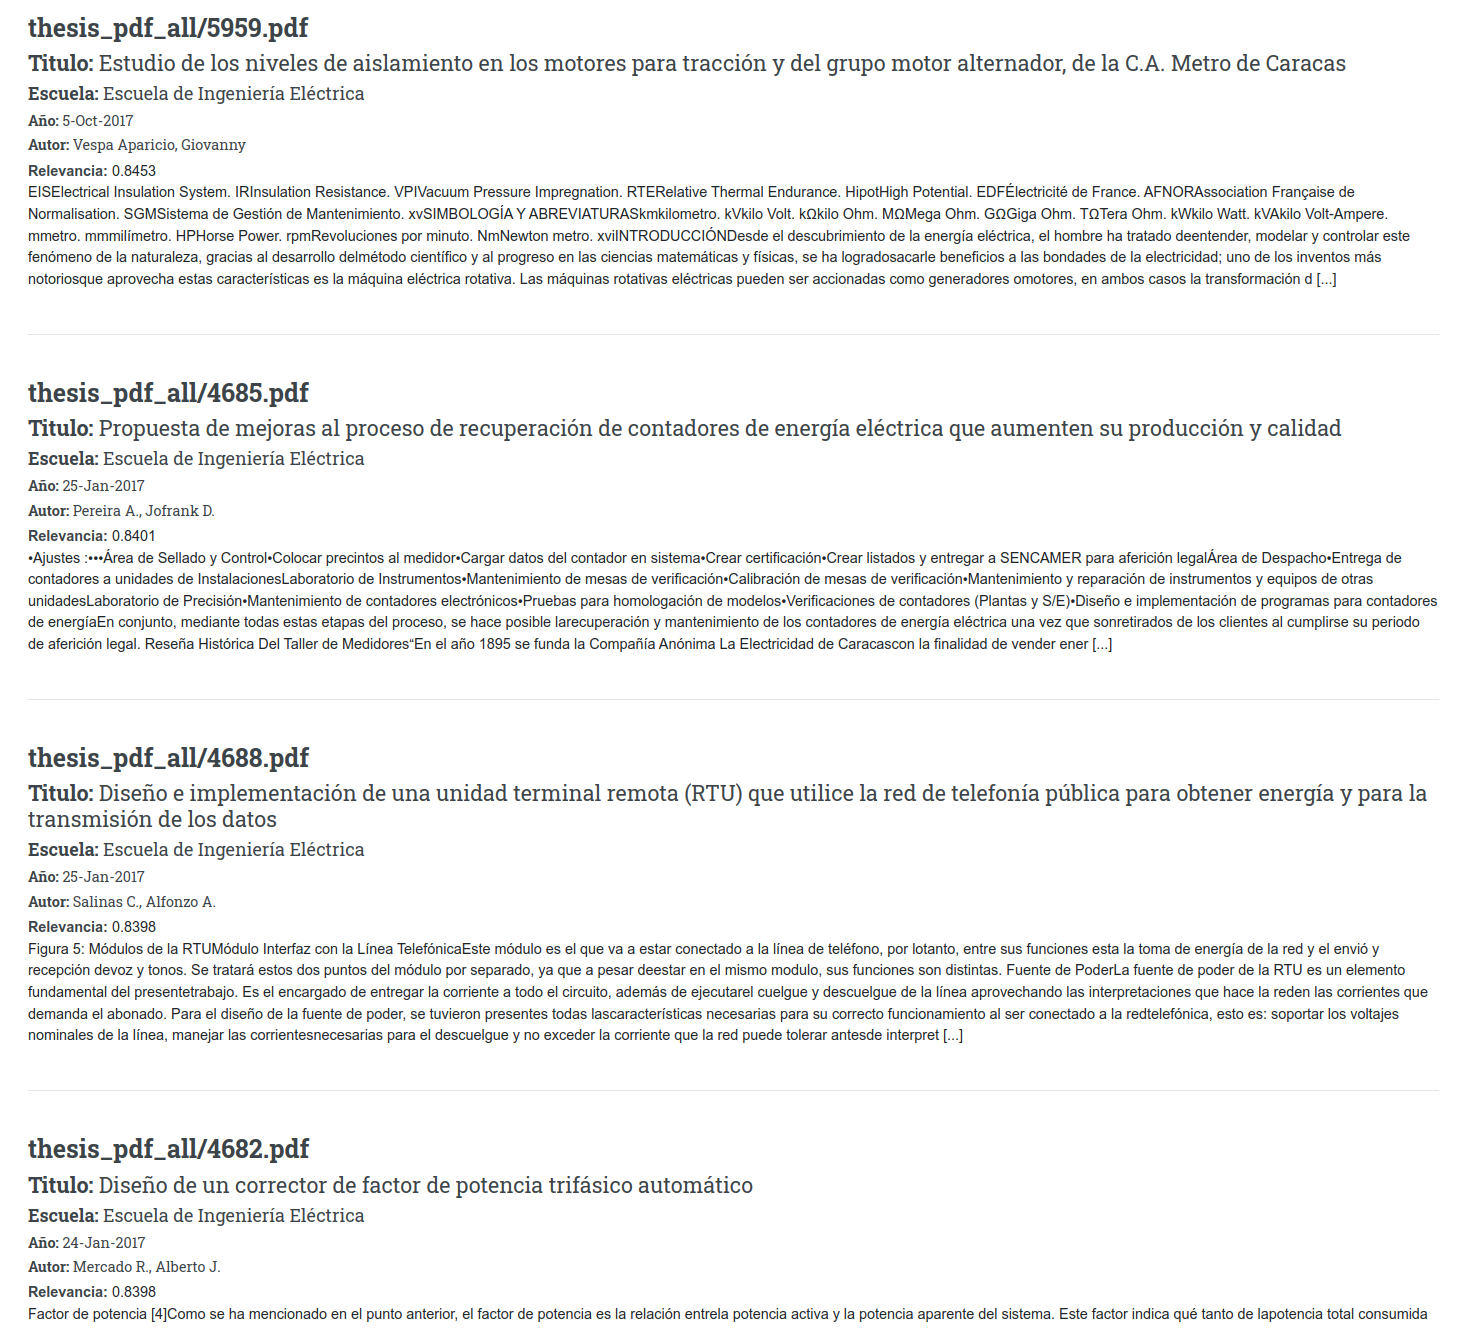 thesis_pdf_all/5959.pdf
Titulo: Estudio de los niveles de aislamiento en los motores para tracción y del grupo motor alternador, de la C.A. Metro de Caracas
Escuela: Escuela de Ingeniería Eléctrica
Año: 5-Oct-2017
Autor: Vespa Aparicio, Giovanny
Relevancia: 0.8453
EISElectrical Insulation System. IRInsulation Resistance. VPIVacuum Pressure Impregnation. RTERelative Thermal Endurance. HipotHigh Potential. EDFÉlectricité de France. AFNORAssociation Française de
Normalisation. SGMSistema de Gestión de Mantenimiento. xvSIMBOLOGÍA Y ABREVIATURASkmkilometro. kVkilo Volt. kΩkilo Ohm. MΩMega Ohm. GΩGiga Ohm. TΩTera Ohm. kWkilo Watt. kVAkilo Volt-Ampere.
mmetro. mmmilímetro. HPHorse Power. rpmRevoluciones por minuto. NmNewton metro. xviINTRODUCCIÓNDesde el descubrimiento de la energía eléctrica, el hombre ha tratado deentender, modelar y controlar este
fenómeno de la naturaleza, gracias al desarrollo delmétodo científico y al progreso en las ciencias matemáticas y físicas, se ha logradosacarle beneficios a las bondades de la electricidad; uno de los inventos más
notoriosque aprovecha estas características es la máquina eléctrica rotativa. Las máquinas rotativas eléctricas pueden ser accionadas como generadores omotores, en ambos casos la transformación d [...]
thesis_pdf_all/4685.pdf
Titulo: Propuesta de mejoras al proceso de recuperación de contadores de energía eléctrica que aumenten su producción y calidad
Escuela: Escuela de Ingeniería Eléctrica
Año: 25-Jan-2017
Autor: Pereira A., Jofrank D.
Relevancia: 0.8401
•Ajustes :•••Área de Sellado y Control•Colocar precintos al medidor•Cargar datos del contador en sistema•Crear certificación•Crear listados y entregar a SENCAMER para aferición legalÁrea de Despacho•Entrega de
contadores a unidades de InstalacionesLaboratorio de Instrumentos•Mantenimiento de mesas de verificación•Calibración de mesas de verificación•Mantenimiento y reparación de instrumentos y equipos de otras
unidadesLaboratorio de Precisión•Mantenimiento de contadores electrónicos•Pruebas para homologación de modelos•Verificaciones de contadores (Plantas y S/E)•Diseño e implementación de programas para contadores
de energíaEn conjunto, mediante todas estas etapas del proceso, se hace posible larecuperación y mantenimiento de los contadores de energía eléctrica una vez que sonretirados de los clientes al cumplirse su periodo
de aferición legal. Reseña Histórica Del Taller de Medidores“En el año 1895 se funda la Compañía Anónima La Electricidad de Caracascon la finalidad de vender ener [...]
thesis_pdf_all/4688.pdf
Titulo: Diseño e implementación de una unidad terminal remota (RTU) que utilice la red de telefonía pública para obtener energía y para la
transmisión de los datos
Escuela: Escuela de Ingeniería Eléctrica
Año: 25-Jan-2017
Autor: Salinas C., Alfonzo A.
Relevancia: 0.8398
Figura 5: Módulos de la RTUMódulo Interfaz con la Línea TelefónicaEste módulo es el que va a estar conectado a la línea de teléfono, por lotanto, entre sus funciones esta la toma de energía de la red y el envió y
recepción devoz y tonos. Se tratará estos dos puntos del módulo por separado, ya que a pesar deestar en el mismo modulo, sus funciones son distintas. Fuente de PoderLa fuente de poder de la RTU es un elemento
fundamental del presentetrabajo. Es el encargado de entregar la corriente a todo el circuito, además de ejecutarel cuelgue y descuelgue de la línea aprovechando las interpretaciones que hace la reden las corrientes que
demanda el abonado. Para el diseño de la fuente de poder, se tuvieron presentes todas lascaracterísticas necesarias para su correcto funcionamiento al ser conectado a la redtelefónica, esto es: soportar los voltajes
nominales de la línea, manejar las corrientesnecesarias para el descuelgue y no exceder la corriente que la red puede tolerar antesde interpret [...]
thesis_pdf_all/4682.pdf
Titulo: Diseño de un corrector de factor de potencia trifásico automático
Escuela: Escuela de Ingeniería Eléctrica
Año: 24-Jan-2017
Autor: Mercado R., Alberto J.
Relevancia: 0.8398
Factor de potencia [4]Como se ha mencionado en el punto anterior, el factor de potencia es la relación entrela potencia activa y la potencia aparente del sistema. Este factor indica qué tanto de lapotencia total consumida